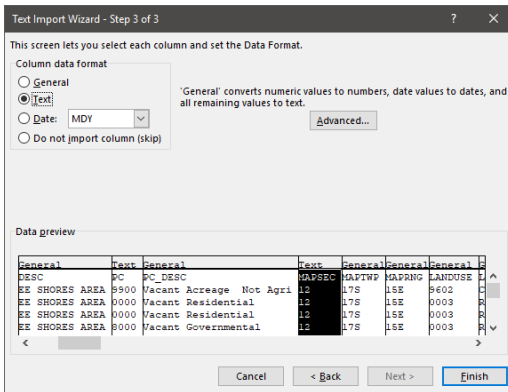 Text Import Wizard - Step 3 of 3 ? ×
This screen lets you select each column and set the Data Format.
Column data format
General
Text
Date: MDY
Do not import column (skip)
'General' converts numeric values to numbers, date values to dates, and
all remaining values to text.
Advanced...
Data preview
General Text General Text General General General G
DESC PC PC_DESC MAPSEC MAPTWP MAPRNG LANDUSE L
EE SHORES AREA 9900 Vacant Acreage Not Agri 12 17S 15E 9602 C
EE SHORES AREA 0000 Vacant Residential 12 17S 15E 0003 R
EE SHORES AREA 0000 Vacant Residential 12 17S 15E 0003 R
EE SHORES AREA 8000 Vacant Governmental 12 17S 15E 0003 R
Cancel < Back Next > Finish